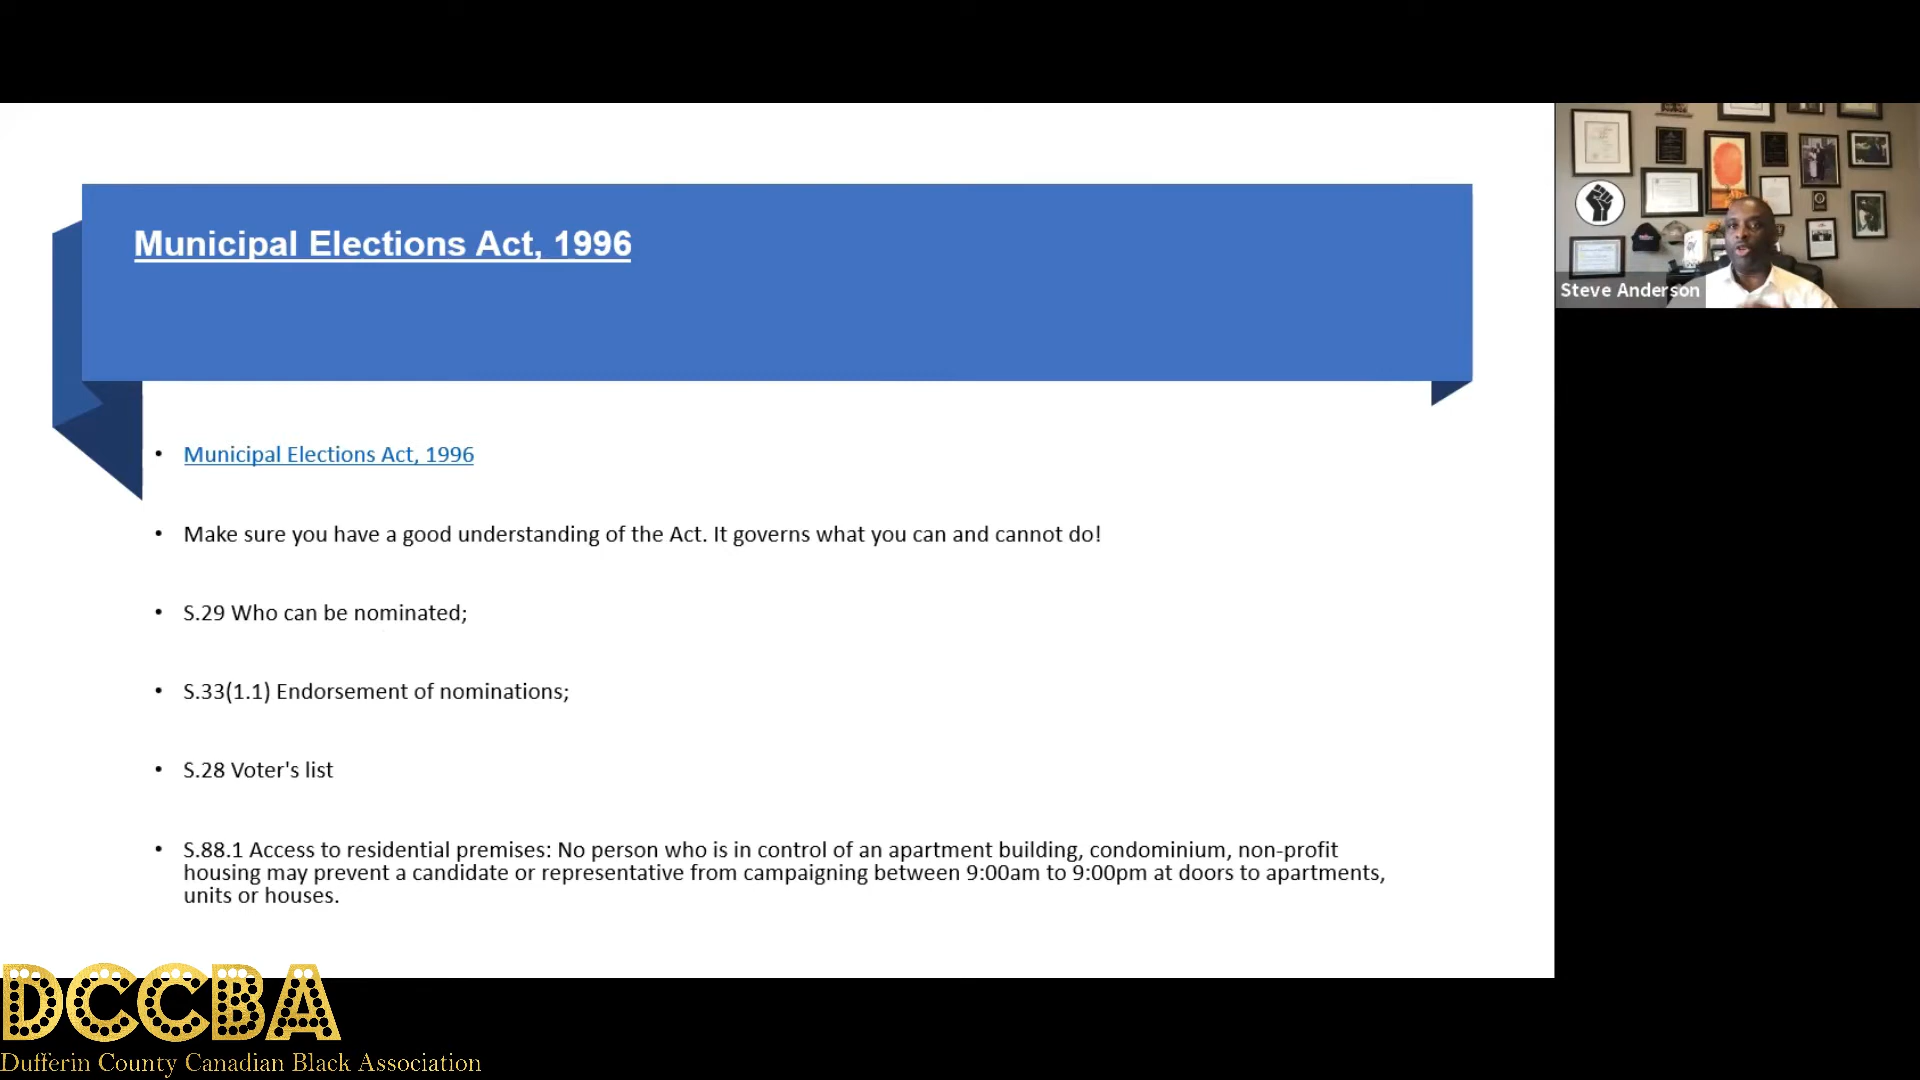 Municipal Elections Act, 1996
• Municipal Elections Act, 1996
• Make sure you have a good understanding of the Act. It governs what you can and cannot do!
• S.29 Who can be nominated;
• S.33(1.1) Endorsement of nominations;
• S.28 Voter's list
• S.88.1 Access to residential premises: No person who is in control of an apartment building, condominium, non-profit
housing may prevent a candidate or representative from campaigning between 9:00am to 9:00pm at doors to apartments,
units or houses.
Steve Anderson
DCCBA
Dufferin County Canadian Black Association